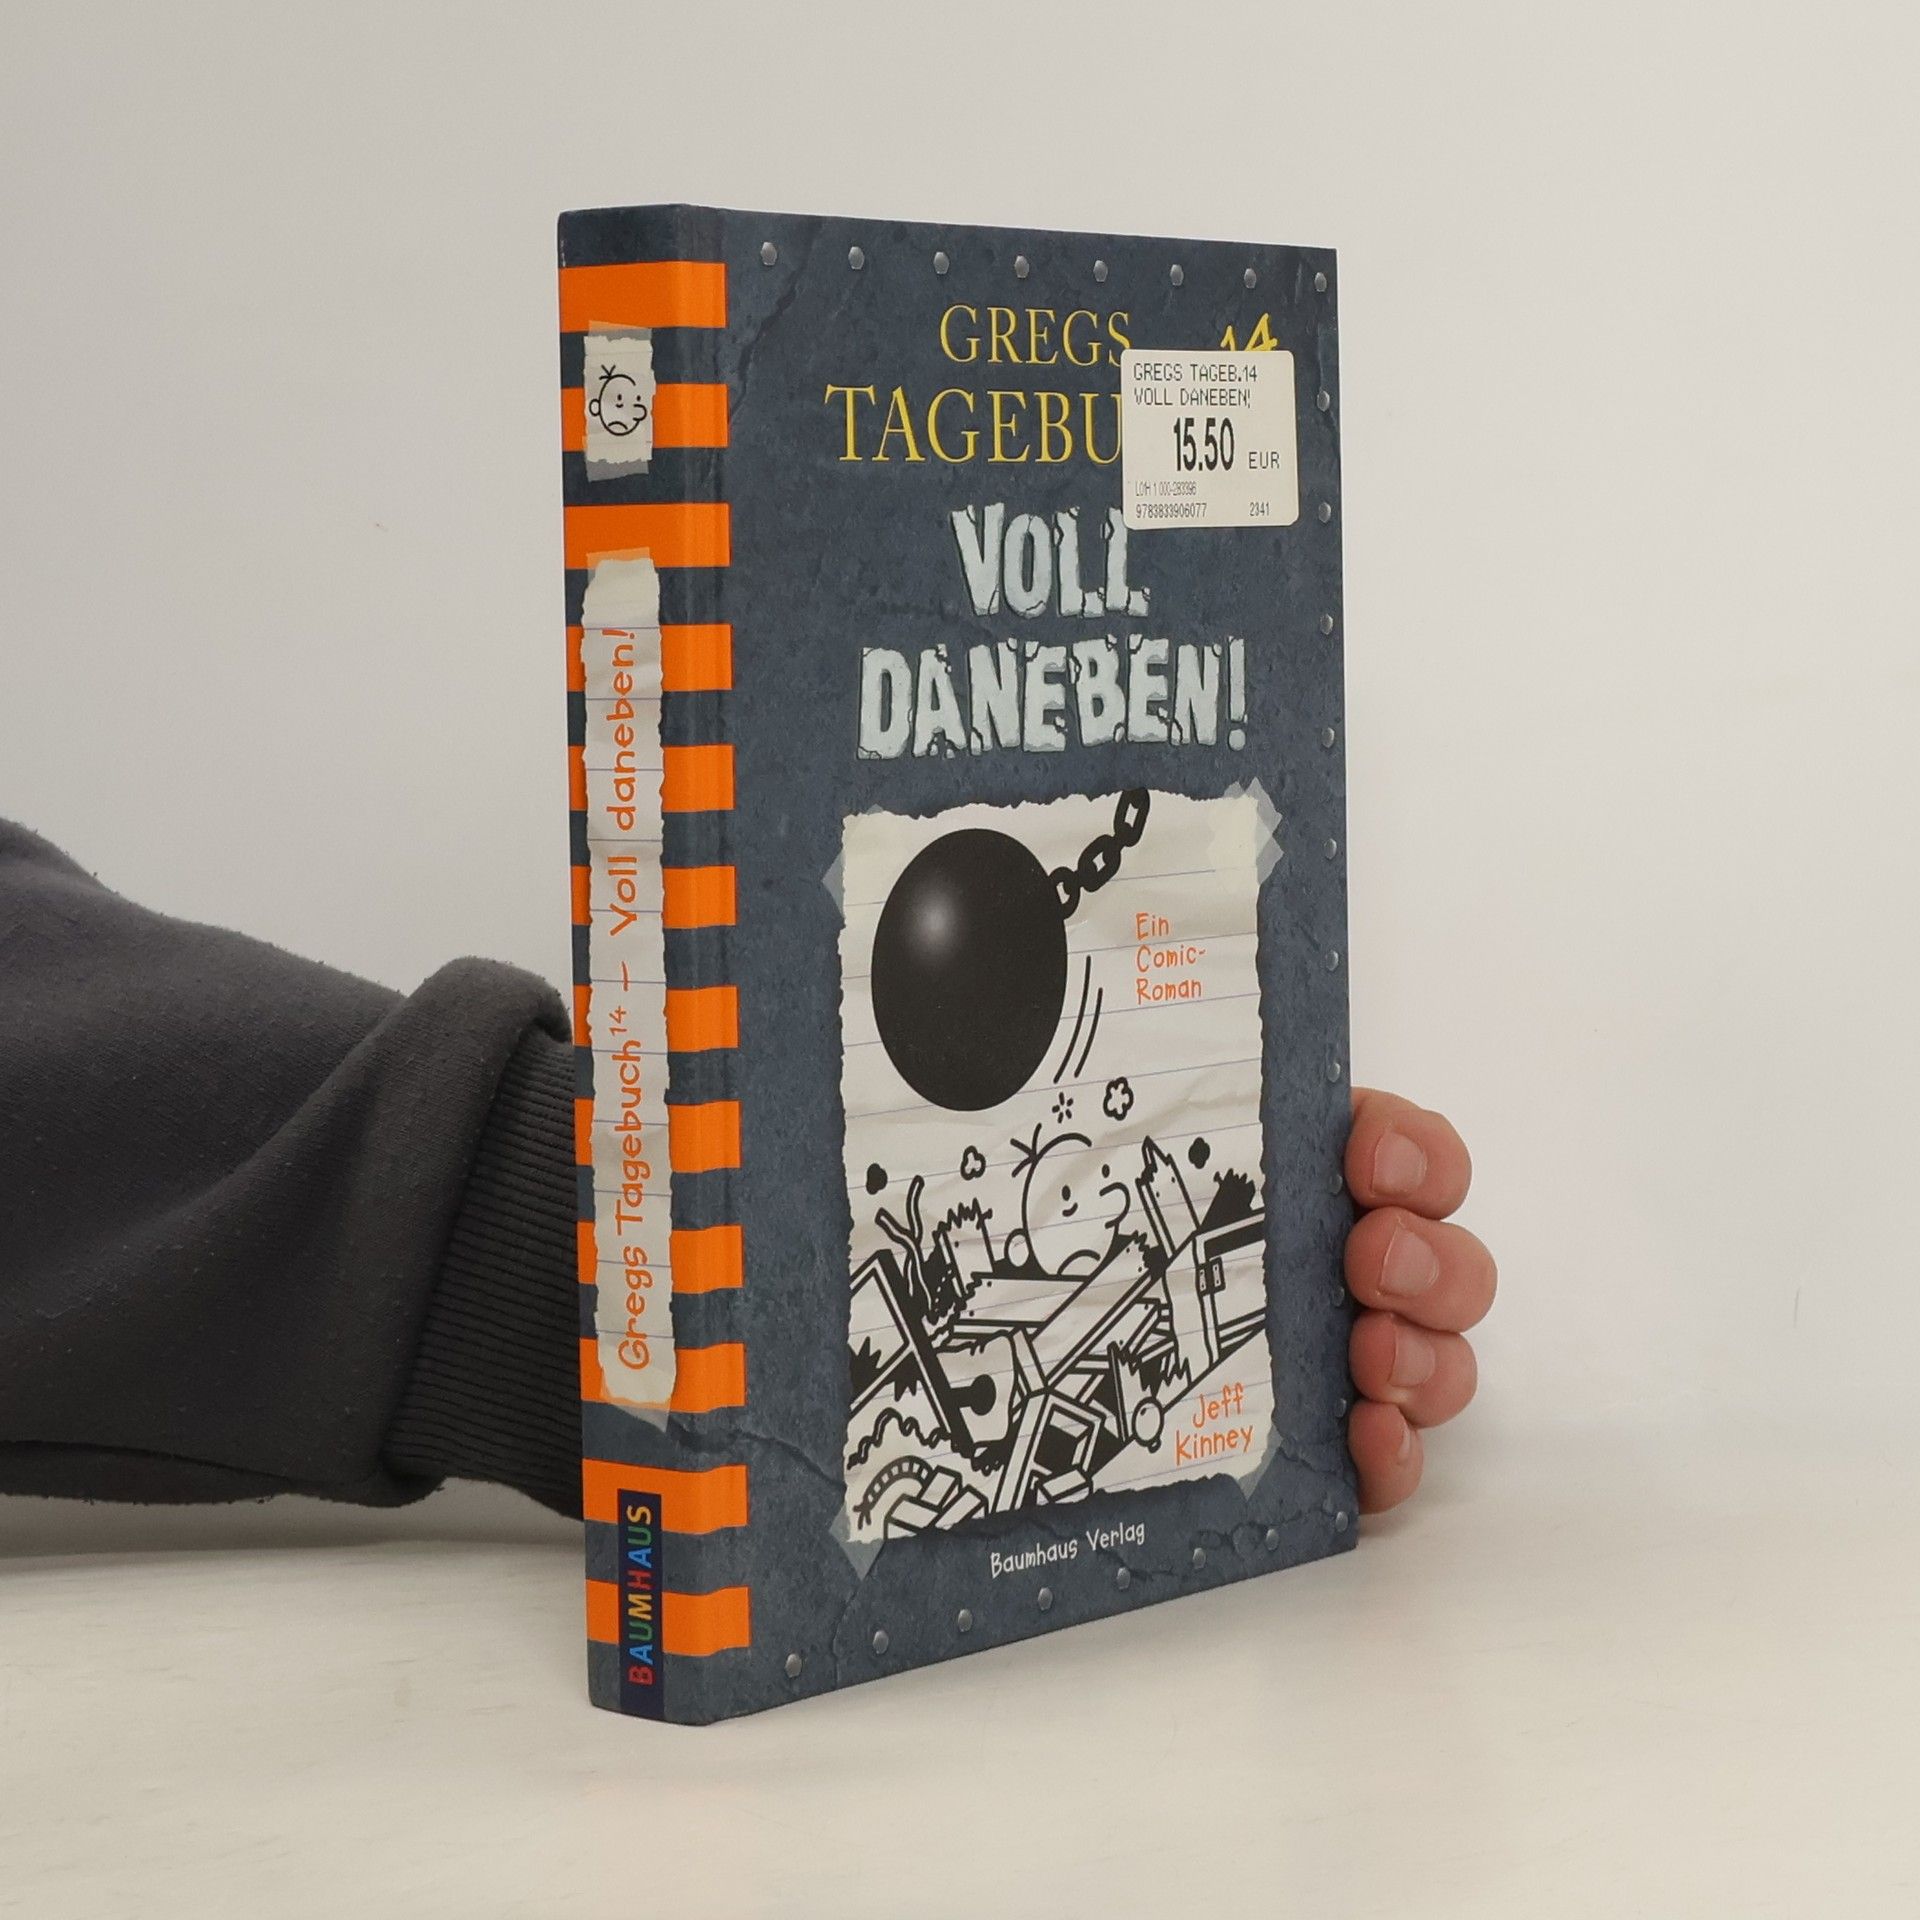 GREGS
14
TAGEBU
GREGS TAGEB.14
VOLL DANEBEN!
15.50 EUR
9783833906077 2341
VOLL
DANEBEN!
Ein
Comic-
Roman
Jeff
Kinney
Baumhaus Verlag
Gregs Tagebuch 14 – Voll daneben!
BAUMHAUS